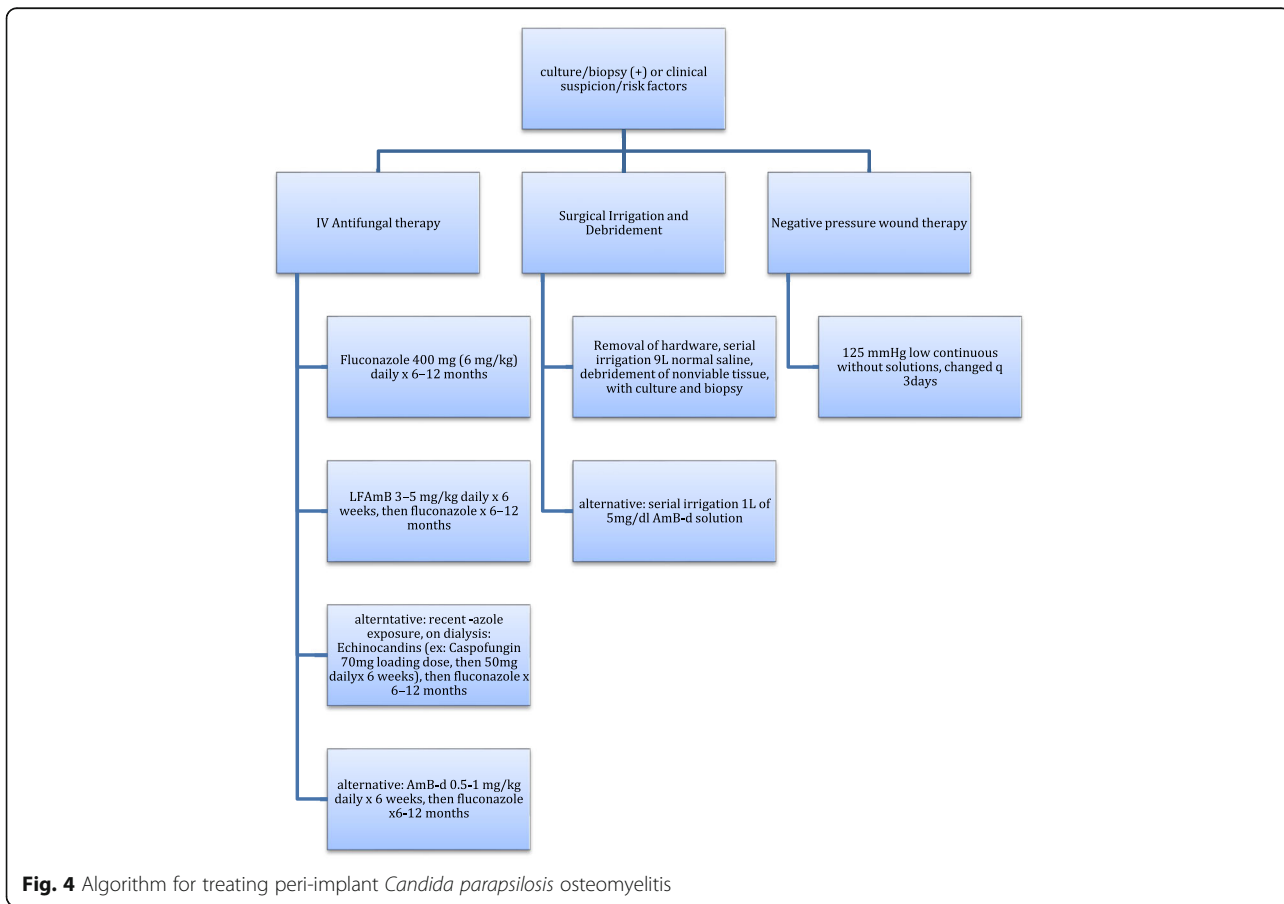 culture/biopsy (+) or clinical
suspicion/risk factors
IV Antifungal therapy
Surgical Irrigation and
Debridement
Negative pressure wound therapy
Fluconazole 400 mg (6 mg/kg)
daily x 6–12 months
Removal of hardware, serial
irrigation 9L normal saline,
debridement of nonviable tissue,
with culture and biopsy
125 mmHg low continuous
without solutions, changed q
3days
LFAmB 3–5 mg/kg daily x 6
weeks, then fluconazole x 6–12
months
alternative: serial irrigation 1L of
5mg/dl AmB-d solution
alterntative: recent -azole
exposure, on dialysis:
Echinocandins (ex: Caspofungin
70mg loading dose, then 50mg
dailyx 6 weeks), then fluconazole x
6–12 months
alternative: AmB-d 0.5-1 mg/kg
daily x 6 weeks, then fluconazole
x6-12 months
Fig. 4 Algorithm for treating peri-implant Candida parapsilosis osteomyelitis